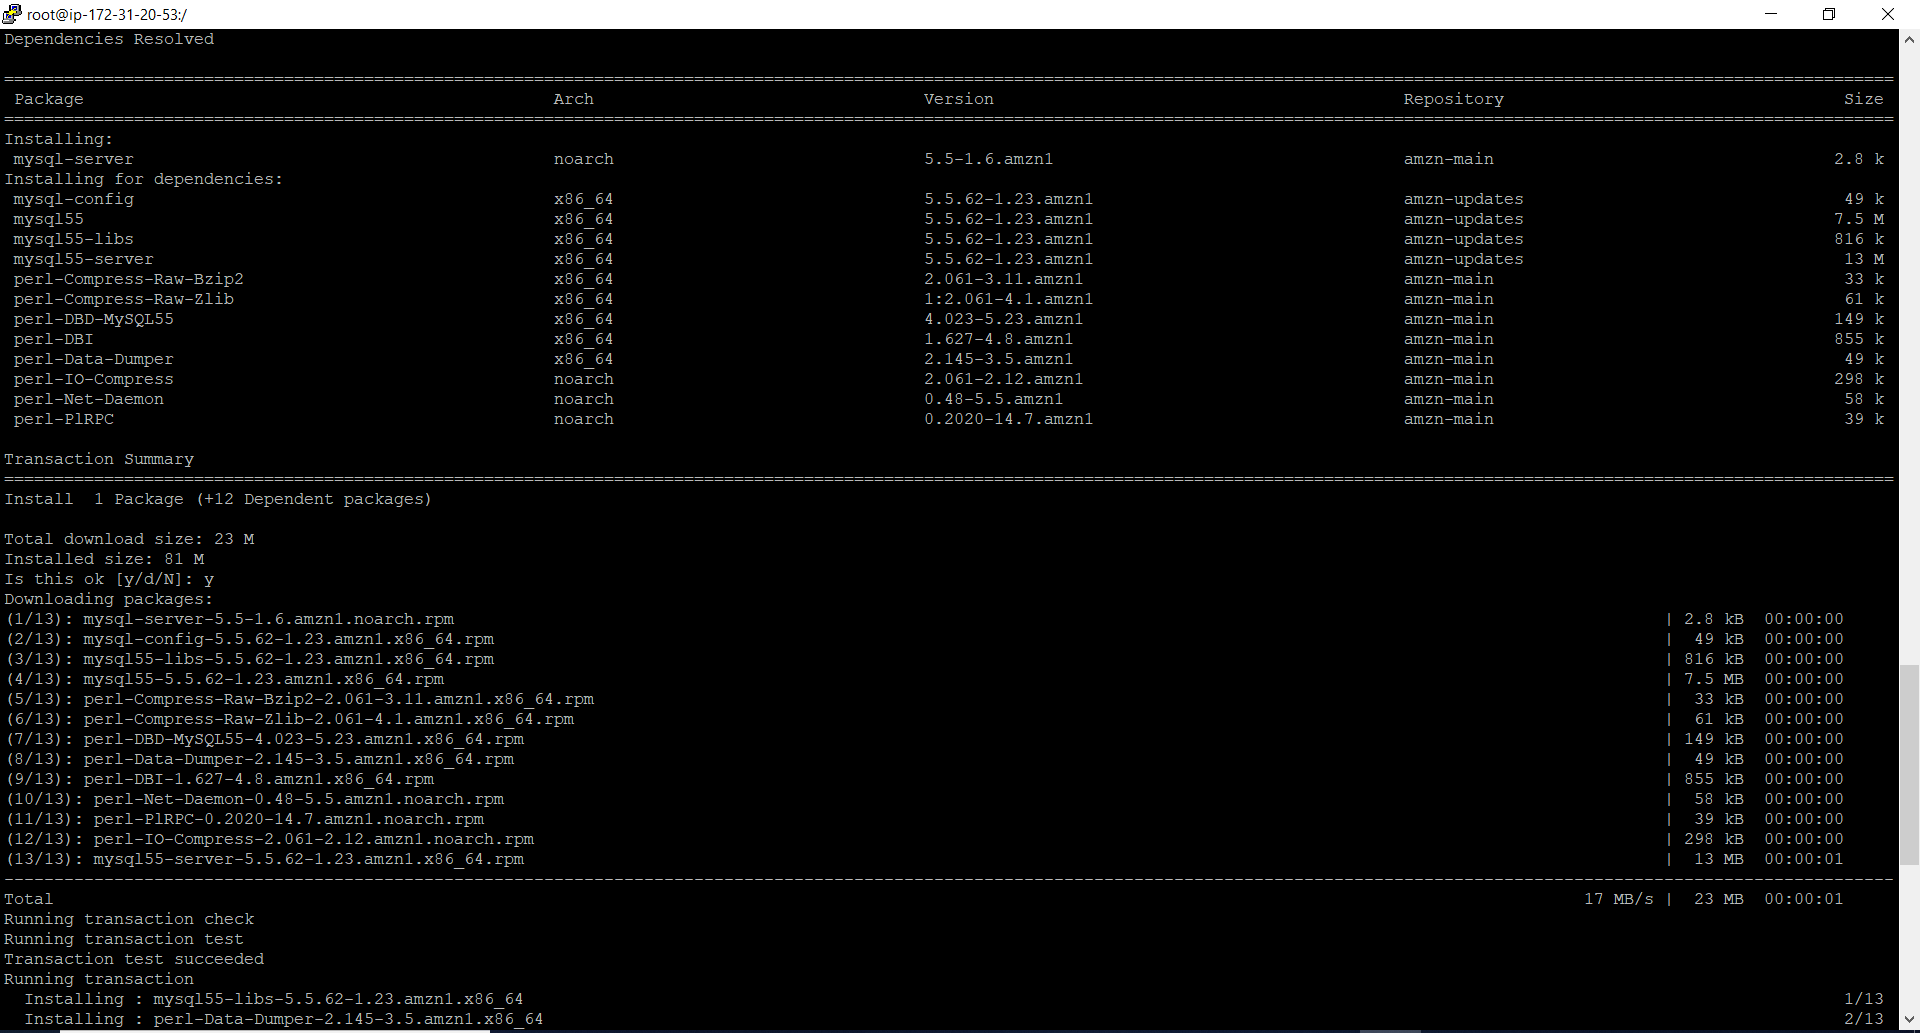 root@ip-172-31-20-53:/
Dependencies Resolved
================================================================================
Package Arch Version Repository Size
================================================================================
Installing:
mysql-server noarch 5.5-1.6.amzn1 amzn-main 2.8 k
Installing for dependencies:
mysql-config x86_64 5.5.62-1.23.amzn1 amzn-updates 49 k
mysql55 x86_64 5.5.62-1.23.amzn1 amzn-updates 7.5 M
mysql55-libs x86_64 5.5.62-1.23.amzn1 amzn-updates 816 k
mysql55-server x86_64 5.5.62-1.23.amzn1 amzn-updates 13 M
perl-Compress-Raw-Bzip2 x86_64 2.061-3.11.amzn1 amzn-main 33 k
perl-Compress-Raw-Zlib x86_64 1:2.061-4.1.amzn1 amzn-main 61 k
perl-DBD-MySQL55 x86_64 4.023-5.23.amzn1 amzn-main 149 k
perl-DBI x86_64 1.627-4.8.amzn1 amzn-main 855 k
perl-Data-Dumper x86_64 2.145-3.5.amzn1 amzn-main 49 k
perl-IO-Compress noarch 2.061-2.12.amzn1 amzn-main 298 k
perl-Net-Daemon noarch 0.48-5.5.amzn1 amzn-main 58 k
perl-PlRPC noarch 0.2020-14.7.amzn1 amzn-main 39 k
Transaction Summary
================================================================================
Install  1 Package (+12 Dependent packages)
Total download size: 23 M
Installed size: 81 M
Is this ok [y/d/N]: y
Downloading packages:
(1/13): mysql-server-5.5-1.6.amzn1.noarch.rpm | 2.8 kB 00:00:00
(2/13): mysql-config-5.5.62-1.23.amzn1.x86_64.rpm | 49 kB 00:00:00
(3/13): mysql55-libs-5.5.62-1.23.amzn1.x86_64.rpm | 816 kB 00:00:00
(4/13): mysql55-5.5.62-1.23.amzn1.x86_64.rpm | 7.5 MB 00:00:00
(5/13): perl-Compress-Raw-Bzip2-2.061-3.11.amzn1.x86_64.rpm | 33 kB 00:00:00
(6/13): perl-Compress-Raw-Zlib-2.061-4.1.amzn1.x86_64.rpm | 61 kB 00:00:00
(7/13): perl-DBD-MySQL55-4.023-5.23.amzn1.x86_64.rpm | 149 kB 00:00:00
(8/13): perl-Data-Dumper-2.145-3.5.amzn1.x86_64.rpm | 49 kB 00:00:00
(9/13): perl-DBI-1.627-4.8.amzn1.x86_64.rpm | 855 kB 00:00:00
(10/13): perl-Net-Daemon-0.48-5.5.amzn1.noarch.rpm | 58 kB 00:00:00
(11/13): perl-PlRPC-0.2020-14.7.amzn1.noarch.rpm | 39 kB 00:00:00
(12/13): perl-IO-Compress-2.061-2.12.amzn1.noarch.rpm | 298 kB 00:00:00
(13/13): mysql55-server-5.5.62-1.23.amzn1.x86_64.rpm | 13 MB 00:00:01
--------------------------------------------------------------------------------
Total 17 MB/s | 23 MB 00:00:01
Running transaction check
Running transaction test
Transaction test succeeded
Running transaction
Installing : mysql55-libs-5.5.62-1.23.amzn1.x86_64 1/13
Installing : perl-Data-Dumper-2.145-3.5.amzn1.x86_64 2/13